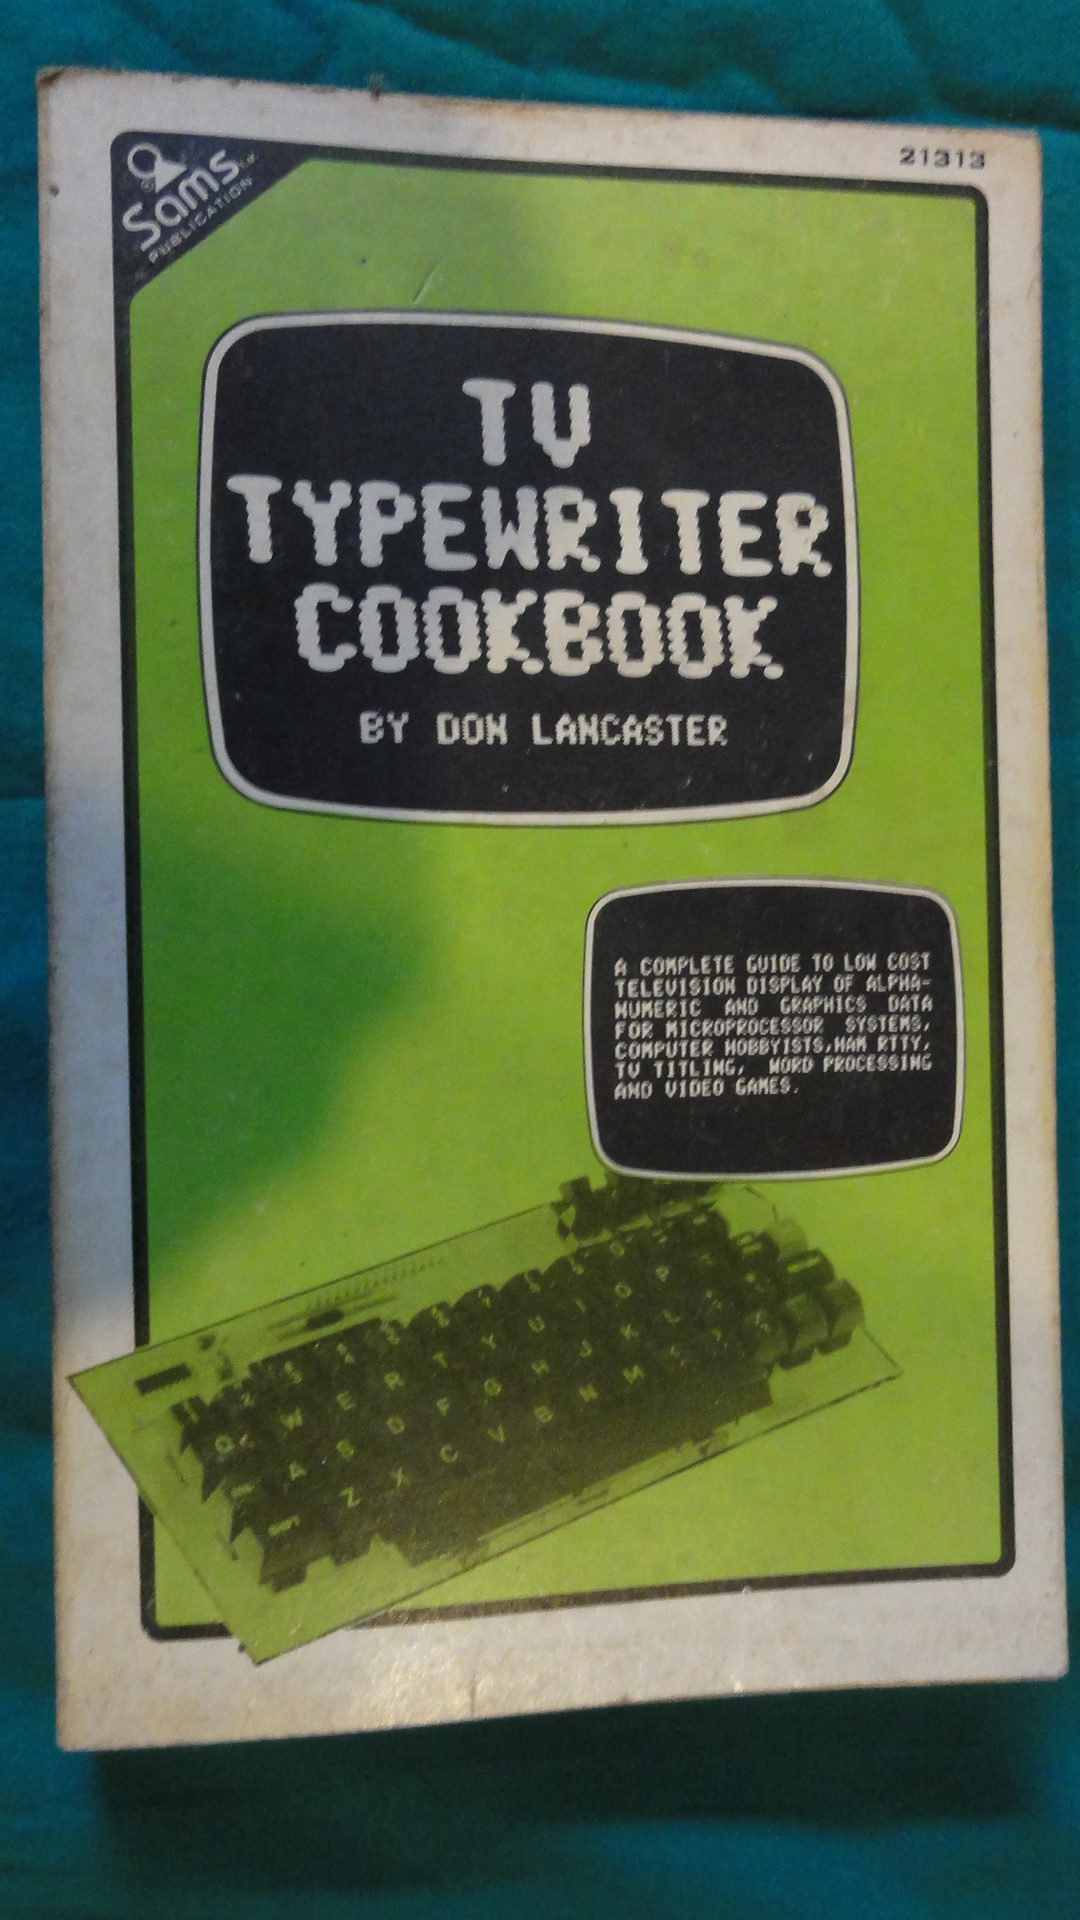 Sams
PUBLICATION
21313
TV
TYPEWRITER
COOKBOOK
BY DON LANCASTER
A COMPLETE GUIDE TO LOW COST
TELEVISION DISPLAY OF ALPHA-
NUMERIC AND GRAPHICS DATA
FOR MICROPROCESSOR SYSTEMS,
COMPUTER HOBBYISTS, HAM RTTY,
TV TITLING, WORD PROCESSING
AND VIDEO GAMES.
Q W E R T Y U I O P
A S D F G H J K L
Z X C V B N M